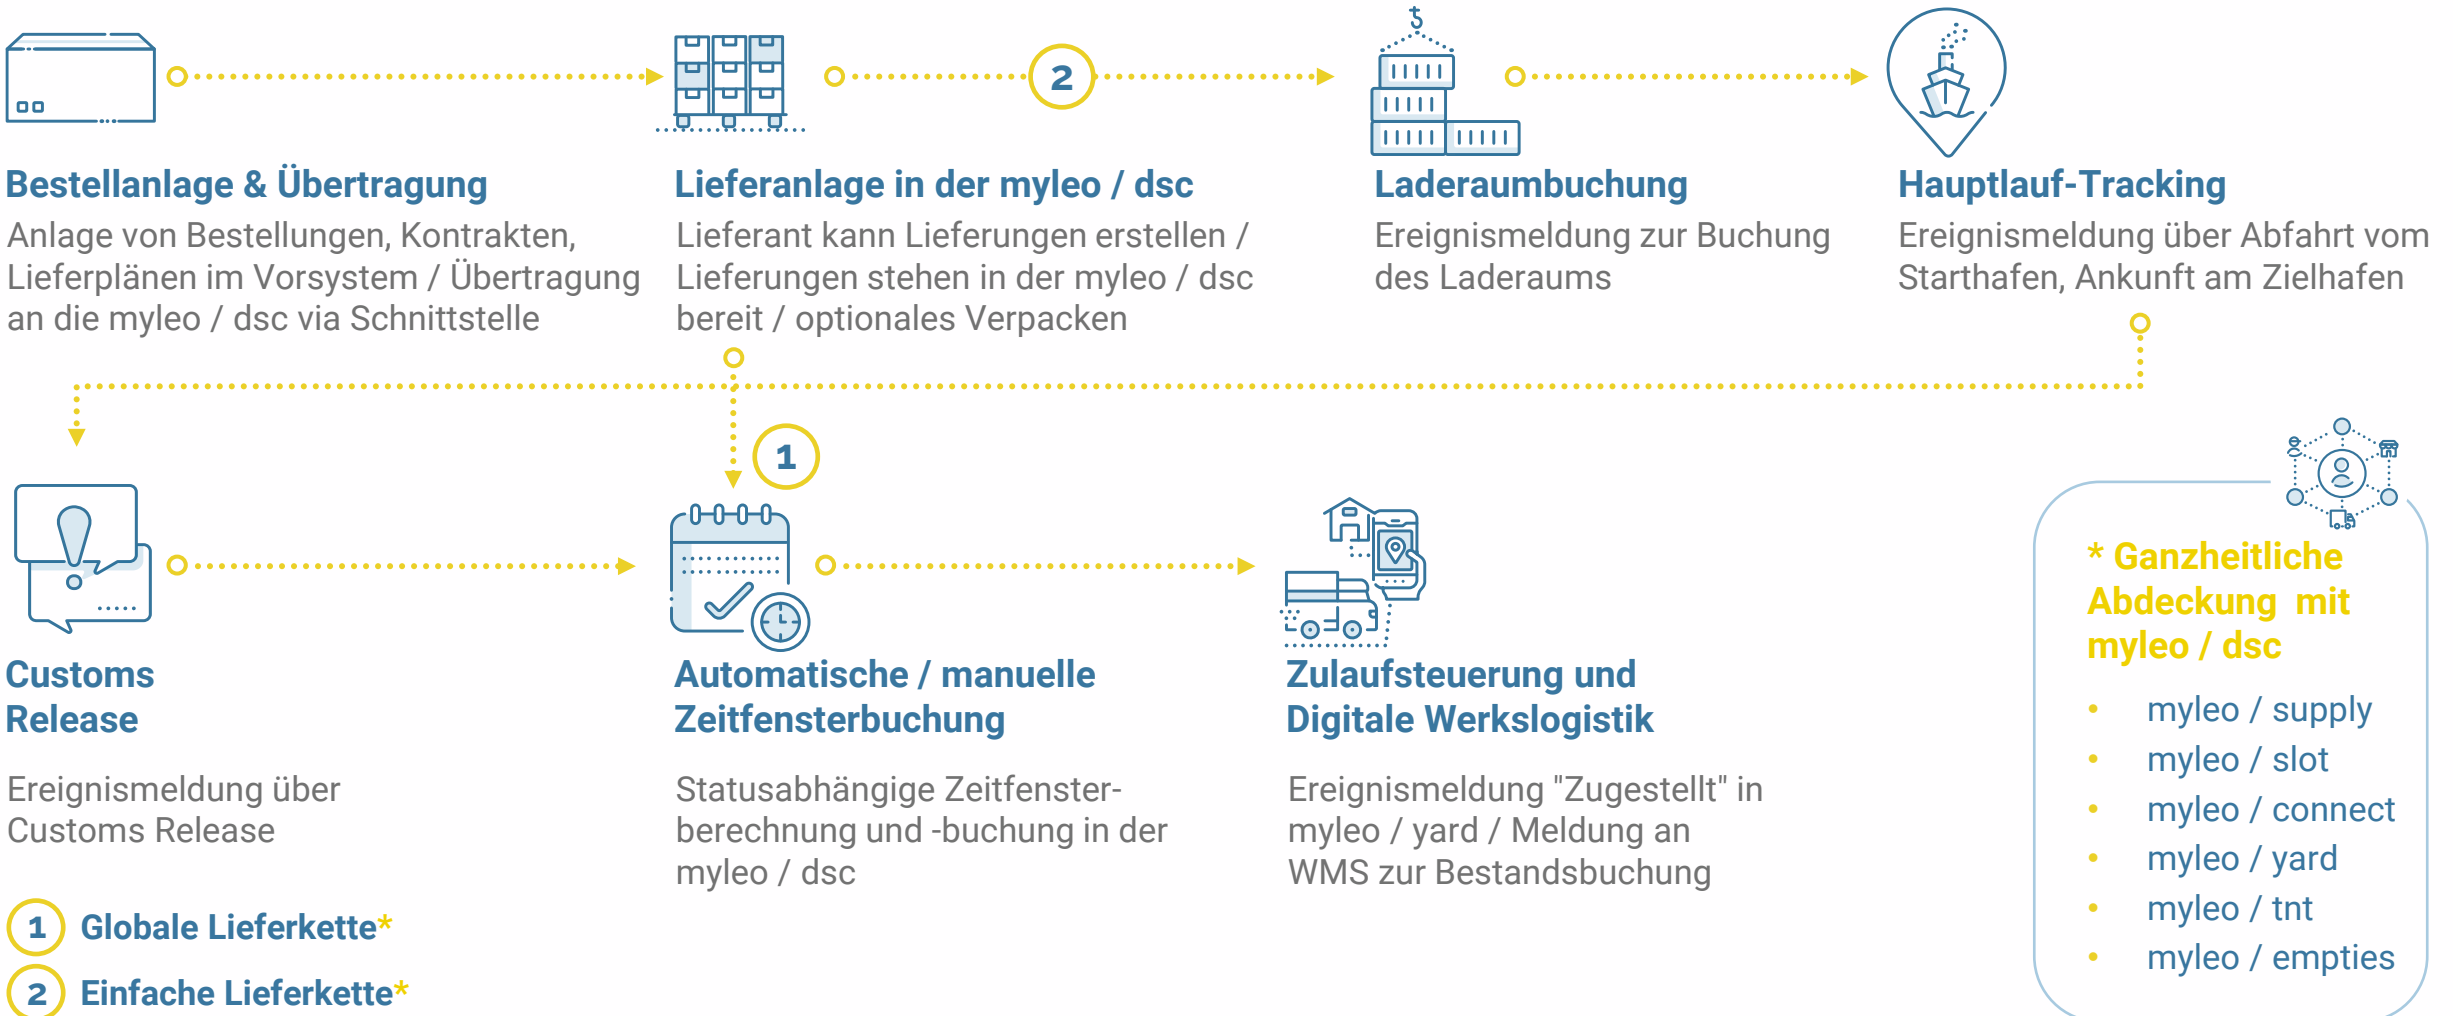 2
Bestellanlage & Übertragung
Anlage von Bestellungen, Kontrakten,
Lieferplänen im Vorsystem / Übertragung
an die myleo / dsc via Schnittstelle
Lieferanlage in der myleo / dsc
Lieferant kann Lieferungen erstellen /
Lieferungen stehen in der myleo / dsc
bereit / optionales Verpacken
Laderaumbuchung
Ereignismeldung zur Buchung
des Laderaums
Hauptlauf-Tracking
Ereignismeldung über Abfahrt vom
Starthafen, Ankunft am Zielhafen
1
Customs
Release
Ereignismeldung über
Customs Release
Automatische / manuelle
Zeitfensterbuchung
Statusabhängige Zeitfenster-
berechnung und -buchung in der
myleo / dsc
Zulaufsteuerung und
Digitale Werkslogistik
Ereignismeldung "Zugestellt" in
myleo / yard / Meldung an
WMS zur Bestandsbuchung
* Ganzheitliche
Abdeckung mit
myleo / dsc
• myleo / supply
• myleo / slot
• myleo / connect
• myleo / yard
• myleo / tnt
• myleo / empties
1 Globale Lieferkette*
2 Einfache Lieferkette*